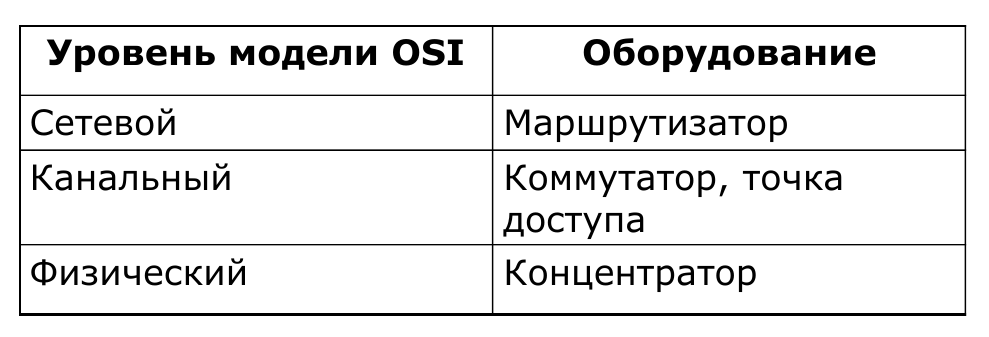 Уровень модели OSI
Оборудование
Сетевой
Маршрутизатор
Канальный
Коммутатор, точка
доступа
Физический
Концентратор